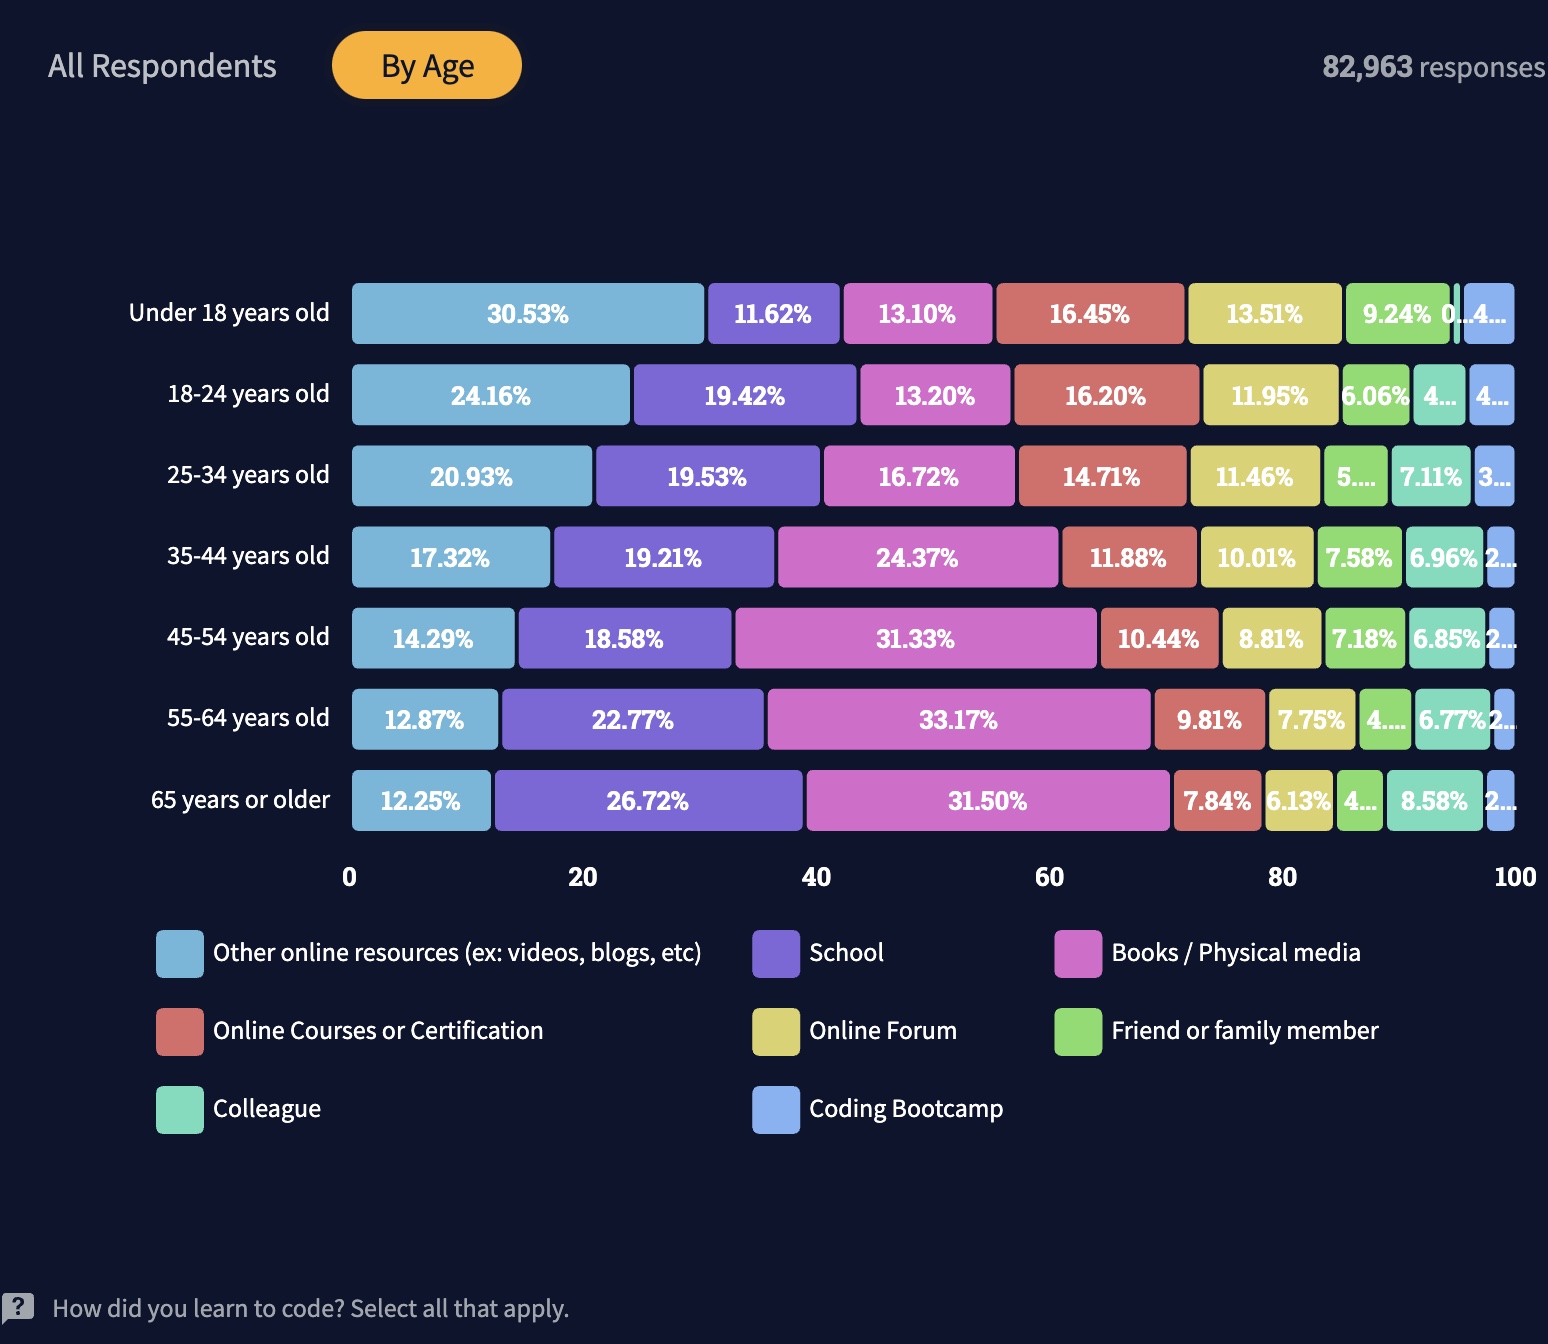 All Respondents By Age 82,963 responses
Under 18 years old 30.53% 11.62% 13.10% 16.45% 13.51% 9.24% 0... 4...
18-24 years old 24.16% 19.42% 13.20% 16.20% 11.95% 6.06% 4... 4...
25-34 years old 20.93% 19.53% 16.72% 14.71% 11.46% 5.... 7.11% 3...
35-44 years old 17.32% 19.21% 24.37% 11.88% 10.01% 7.58% 6.96% 2...
45-54 years old 14.29% 18.58% 31.33% 10.44% 8.81% 7.18% 6.85% 2...
55-64 years old 12.87% 22.77% 33.17% 9.81% 7.75% 4.... 6.77% 2...
65 years or older 12.25% 26.72% 31.50% 7.84% 6.13% 4... 8.58% 2...
0 20 40 60 80 100
Other online resources (ex: videos, blogs, etc) School Books / Physical media
Online Courses or Certification Online Forum Friend or family member
Colleague Coding Bootcamp
? How did you learn to code? Select all that apply.